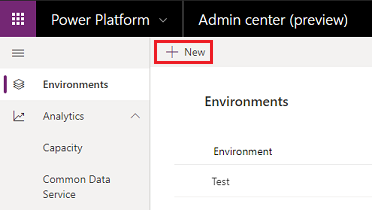 Power Platform
Admin center (preview)
New
Environments
Analytics
Capacity
Common Data
Service
Environments
Environment
Test